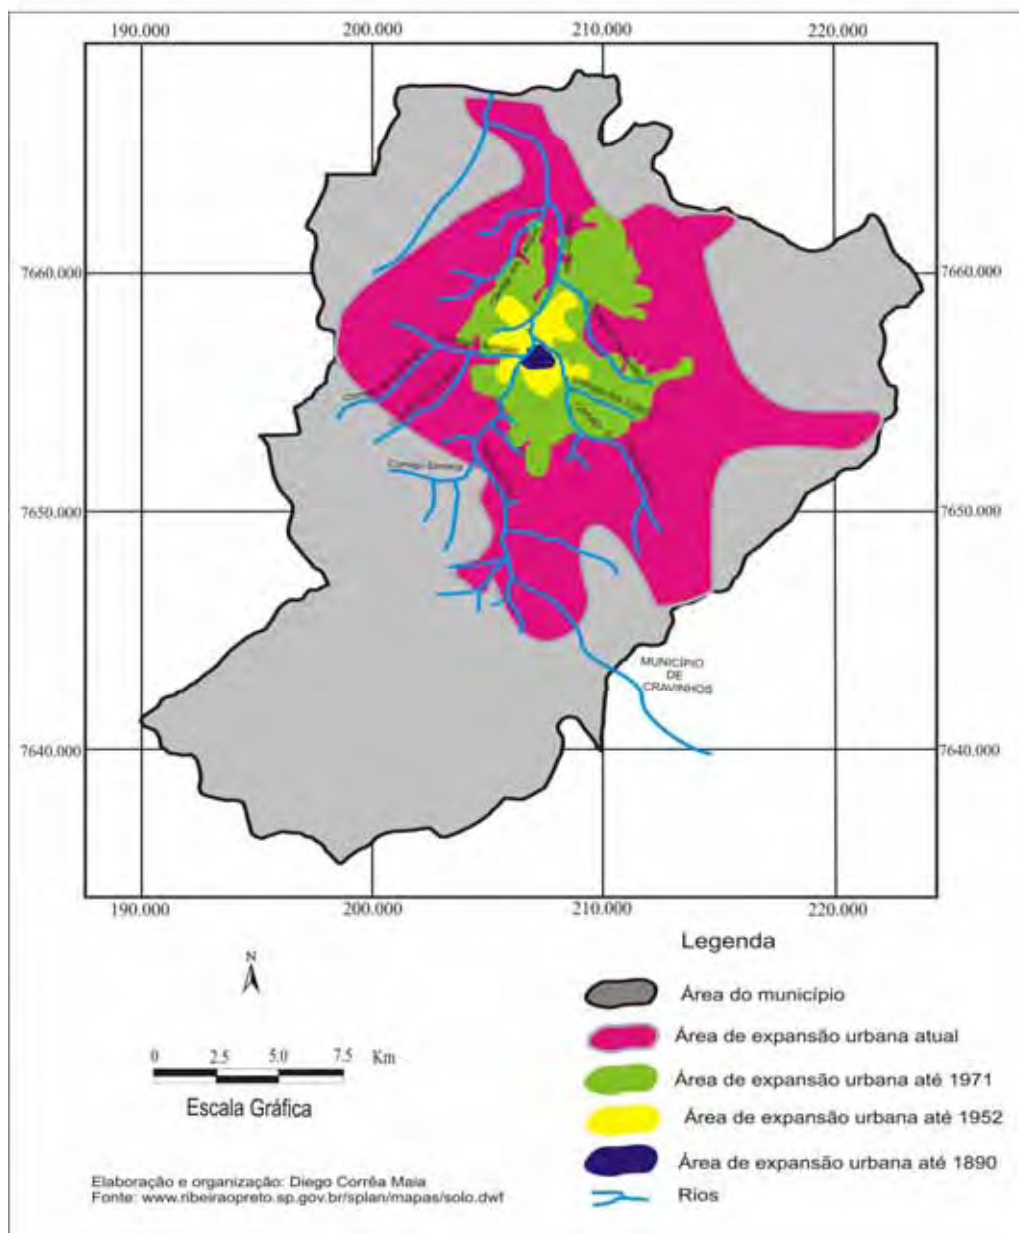 190.000 200.000 210.000 220.000
7660.000 7660.000
Córrego
7650.000 7650.000
MUNICÍPIO
DE
CRAVINHOS
7640.000 7640.000
190.000 200.000 210.000 220.000
Legenda
N
Área do município
Área de expansão urbana atual
0 2.5 5.0 7.5 Km
Área de expansão urbana até 1971
Escala Gráfica
Área de expansão urbana até 1952
Área de expansão urbana até 1890
Elaboração e organização: Diego Corrêa Maia
Fonte: www.ribeiraopreto.sp.gov.br/splan/mapas/solo.dwf
Rios